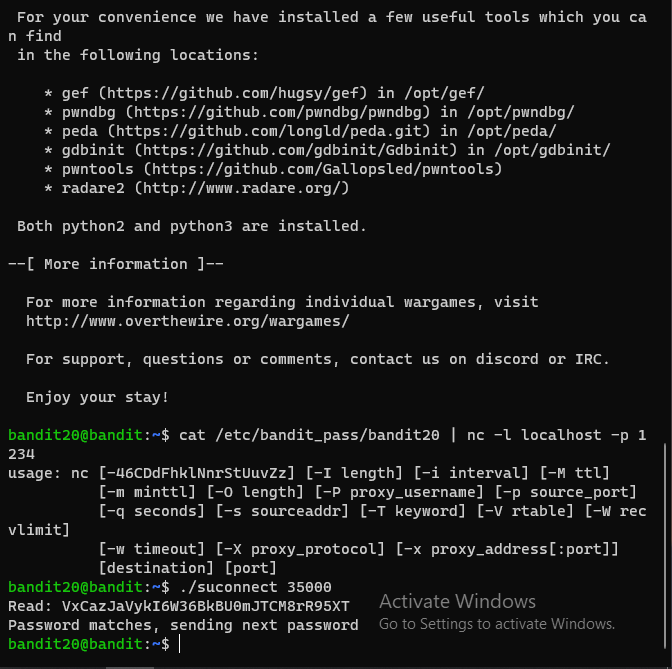 For your convenience we have installed a few useful tools which you ca
n find
in the following locations:
* gef (https://github.com/hugsy/gef) in /opt/gef/
* pwndbg (https://github.com/pwndbg/pwndbg) in /opt/pwndbg/
* peda (https://github.com/longld/peda.git) in /opt/peda/
* gdbinit (https://github.com/gdbinit/Gdbinit) in /opt/gdbinit/
* pwntools (https://github.com/Gallopsled/pwntools)
* radare2 (http://www.radare.org/)
Both python2 and python3 are installed.
--[ More information ]--
For more information regarding individual wargames, visit
http://www.overthewire.org/wargames/
For support, questions or comments, contact us on discord or IRC.
Enjoy your stay!
bandit20@bandit:~$ cat /etc/bandit_pass/bandit20 | nc -l localhost -p 1
234
usage: nc [-46CDdFhklNnrStUuvZz] [-I length] [-i interval] [-M ttl]
[-m minttl] [-O length] [-P proxy_username] [-p source_port]
[-q seconds] [-s sourceaddr] [-T keyword] [-V rtable] [-W rec
vlimit]
[-w timeout] [-X proxy_protocol] [-x proxy_address[:port]]
[destination] [port]
bandit20@bandit:~$ ./suconnect 35000
Read: VxCazJaVykI6W36BkBU0mJTCM8rR95XT
Password matches, sending next password
bandit20@bandit:~$
Activate Windows
Go to Settings to activate Windows.